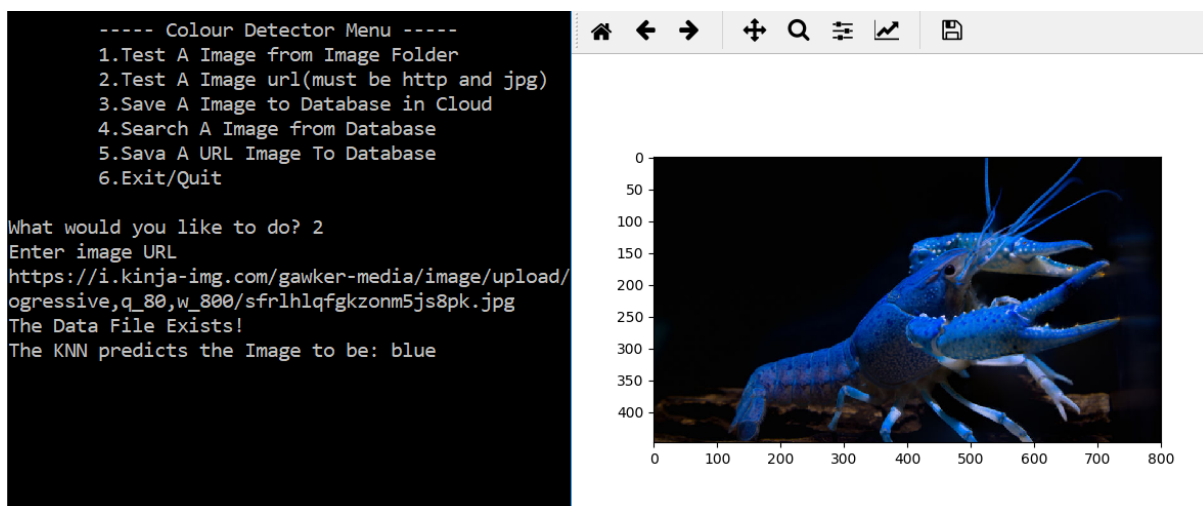 ----- Colour Detector Menu -----
1.Test A Image from Image Folder
2.Test A Image url(must be http and jpg)
3.Save A Image to Database in Cloud
4.Search A Image from Database
5.Sava A URL Image To Database
6.Exit/Quit
What would you like to do? 2
Enter image URL
https://i.kinja-img.com/gawker-media/image/upload/
ogressive,q_80,w_800/sfrlhlqfgkzonm5js8pk.jpg
The Data File Exists!
The KNN predicts the Image to be: blue
0
50
100
150
200
250
300
350
400
0 100 200 300 400 500 600 700 800